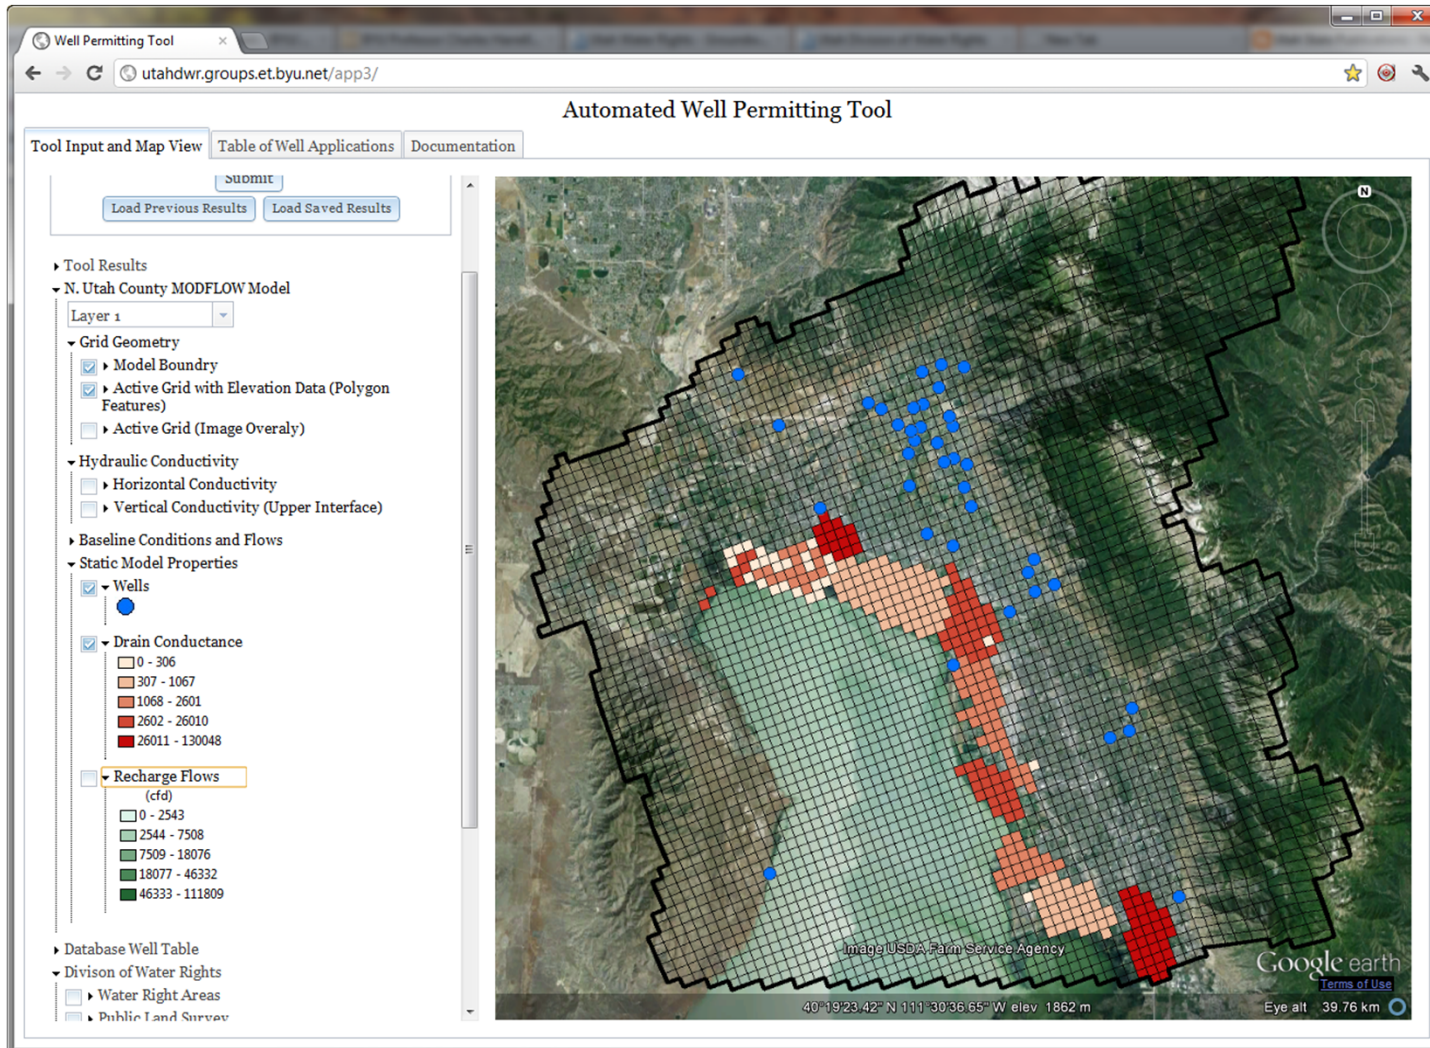 Well Permitting Tool
New Tab
utahdwr.groups.et.byu.net/app3/
Automated Well Permitting Tool
Tool Input and Map View
Table of Well Applications
Documentation
Submit
Load Previous Results
Load Saved Results
Tool Results
N. Utah County MODFLOW Model
Layer 1
Grid Geometry
Model Boundry
Active Grid with Elevation Data (Polygon
Features)
Active Grid (Image Overaly)
Hydraulic Conductivity
Horizontal Conductivity
Vertical Conductivity (Upper Interface)
Baseline Conditions and Flows
Static Model Properties
Wells
Drain Conductance
0 - 306
307 - 1067
1068 - 2601
2602 - 26010
26011 - 130048
Recharge Flows
(cfd)
0 - 2543
2544 - 7508
7509 - 18076
18077 - 46332
46333 - 111809
Database Well Table
Divison of Water Rights
Water Right Areas
Public Land Survey
N
Image USDA Farm Service Agency
Google earth
Terms of Use
40°19'23.42" N 111°30'36.65" W elev 1862 m
Eye alt 39.76 km